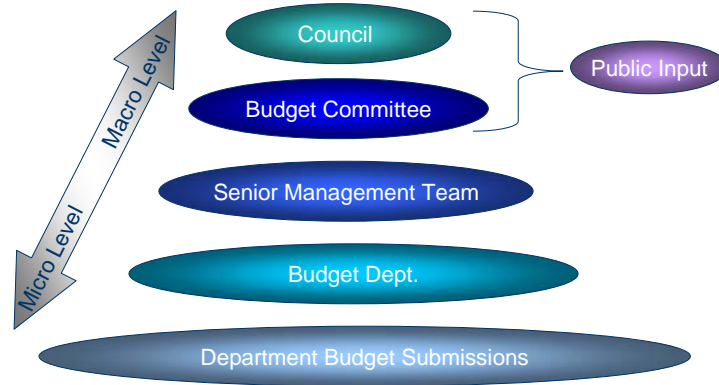 Council
Public Input
Budget Committee
Macro Level
Senior Management Team
Micro Level
Budget Dept.
Department Budget Submissions